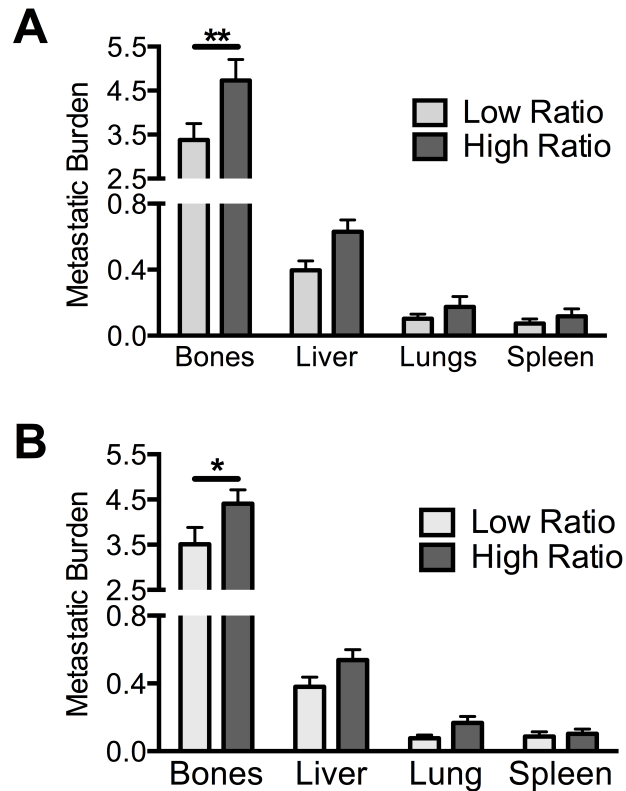 A
**
5.5
4.5
3.5
2.5
0.8
0.4
0.0
Metastatic Burden
Low Ratio
High Ratio
Bones Liver Lungs Spleen
B
*
5.5
4.5
3.5
2.5
0.8
0.4
0.0
Metastatic Burden
Low Ratio
High Ratio
Bones Liver Lung Spleen